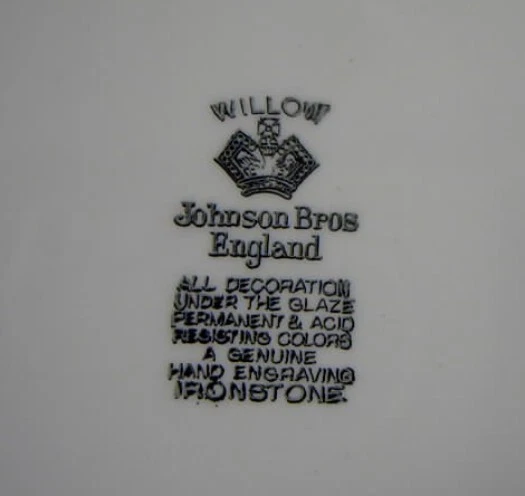 WILLOW
Johnson Bros
England
ALL DECORATION
UNDER THE GLAZE
PERMANENT & ACID
RESISTING COLORS
A GENUINE
HAND ENGRAVING
IRONSTONE